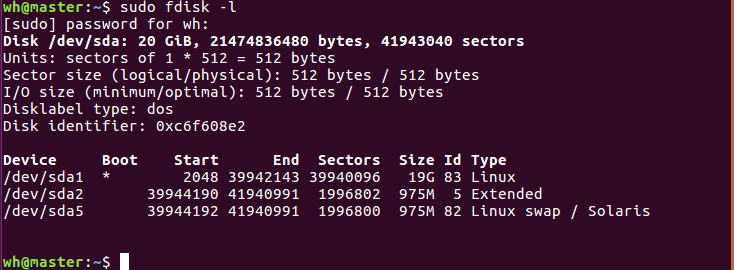 wh@master:~$ sudo fdisk -l
[sudo] password for wh:
Disk /dev/sda: 20 GiB, 21474836480 bytes, 41943040 sectors
Units: sectors of 1 * 512 = 512 bytes
Sector size (logical/physical): 512 bytes / 512 bytes
I/O size (minimum/optimal): 512 bytes / 512 bytes
Disklabel type: dos
Disk identifier: 0xc6f608e2
Device     Boot    Start      End  Sectors  Size Id Type
/dev/sda1  *        2048 39942143 39940096   19G 83 Linux
/dev/sda2       39944190 41940991  1996802  975M  5 Extended
/dev/sda5       39944192 41940991  1996800  975M 82 Linux swap / Solaris
wh@master:~$